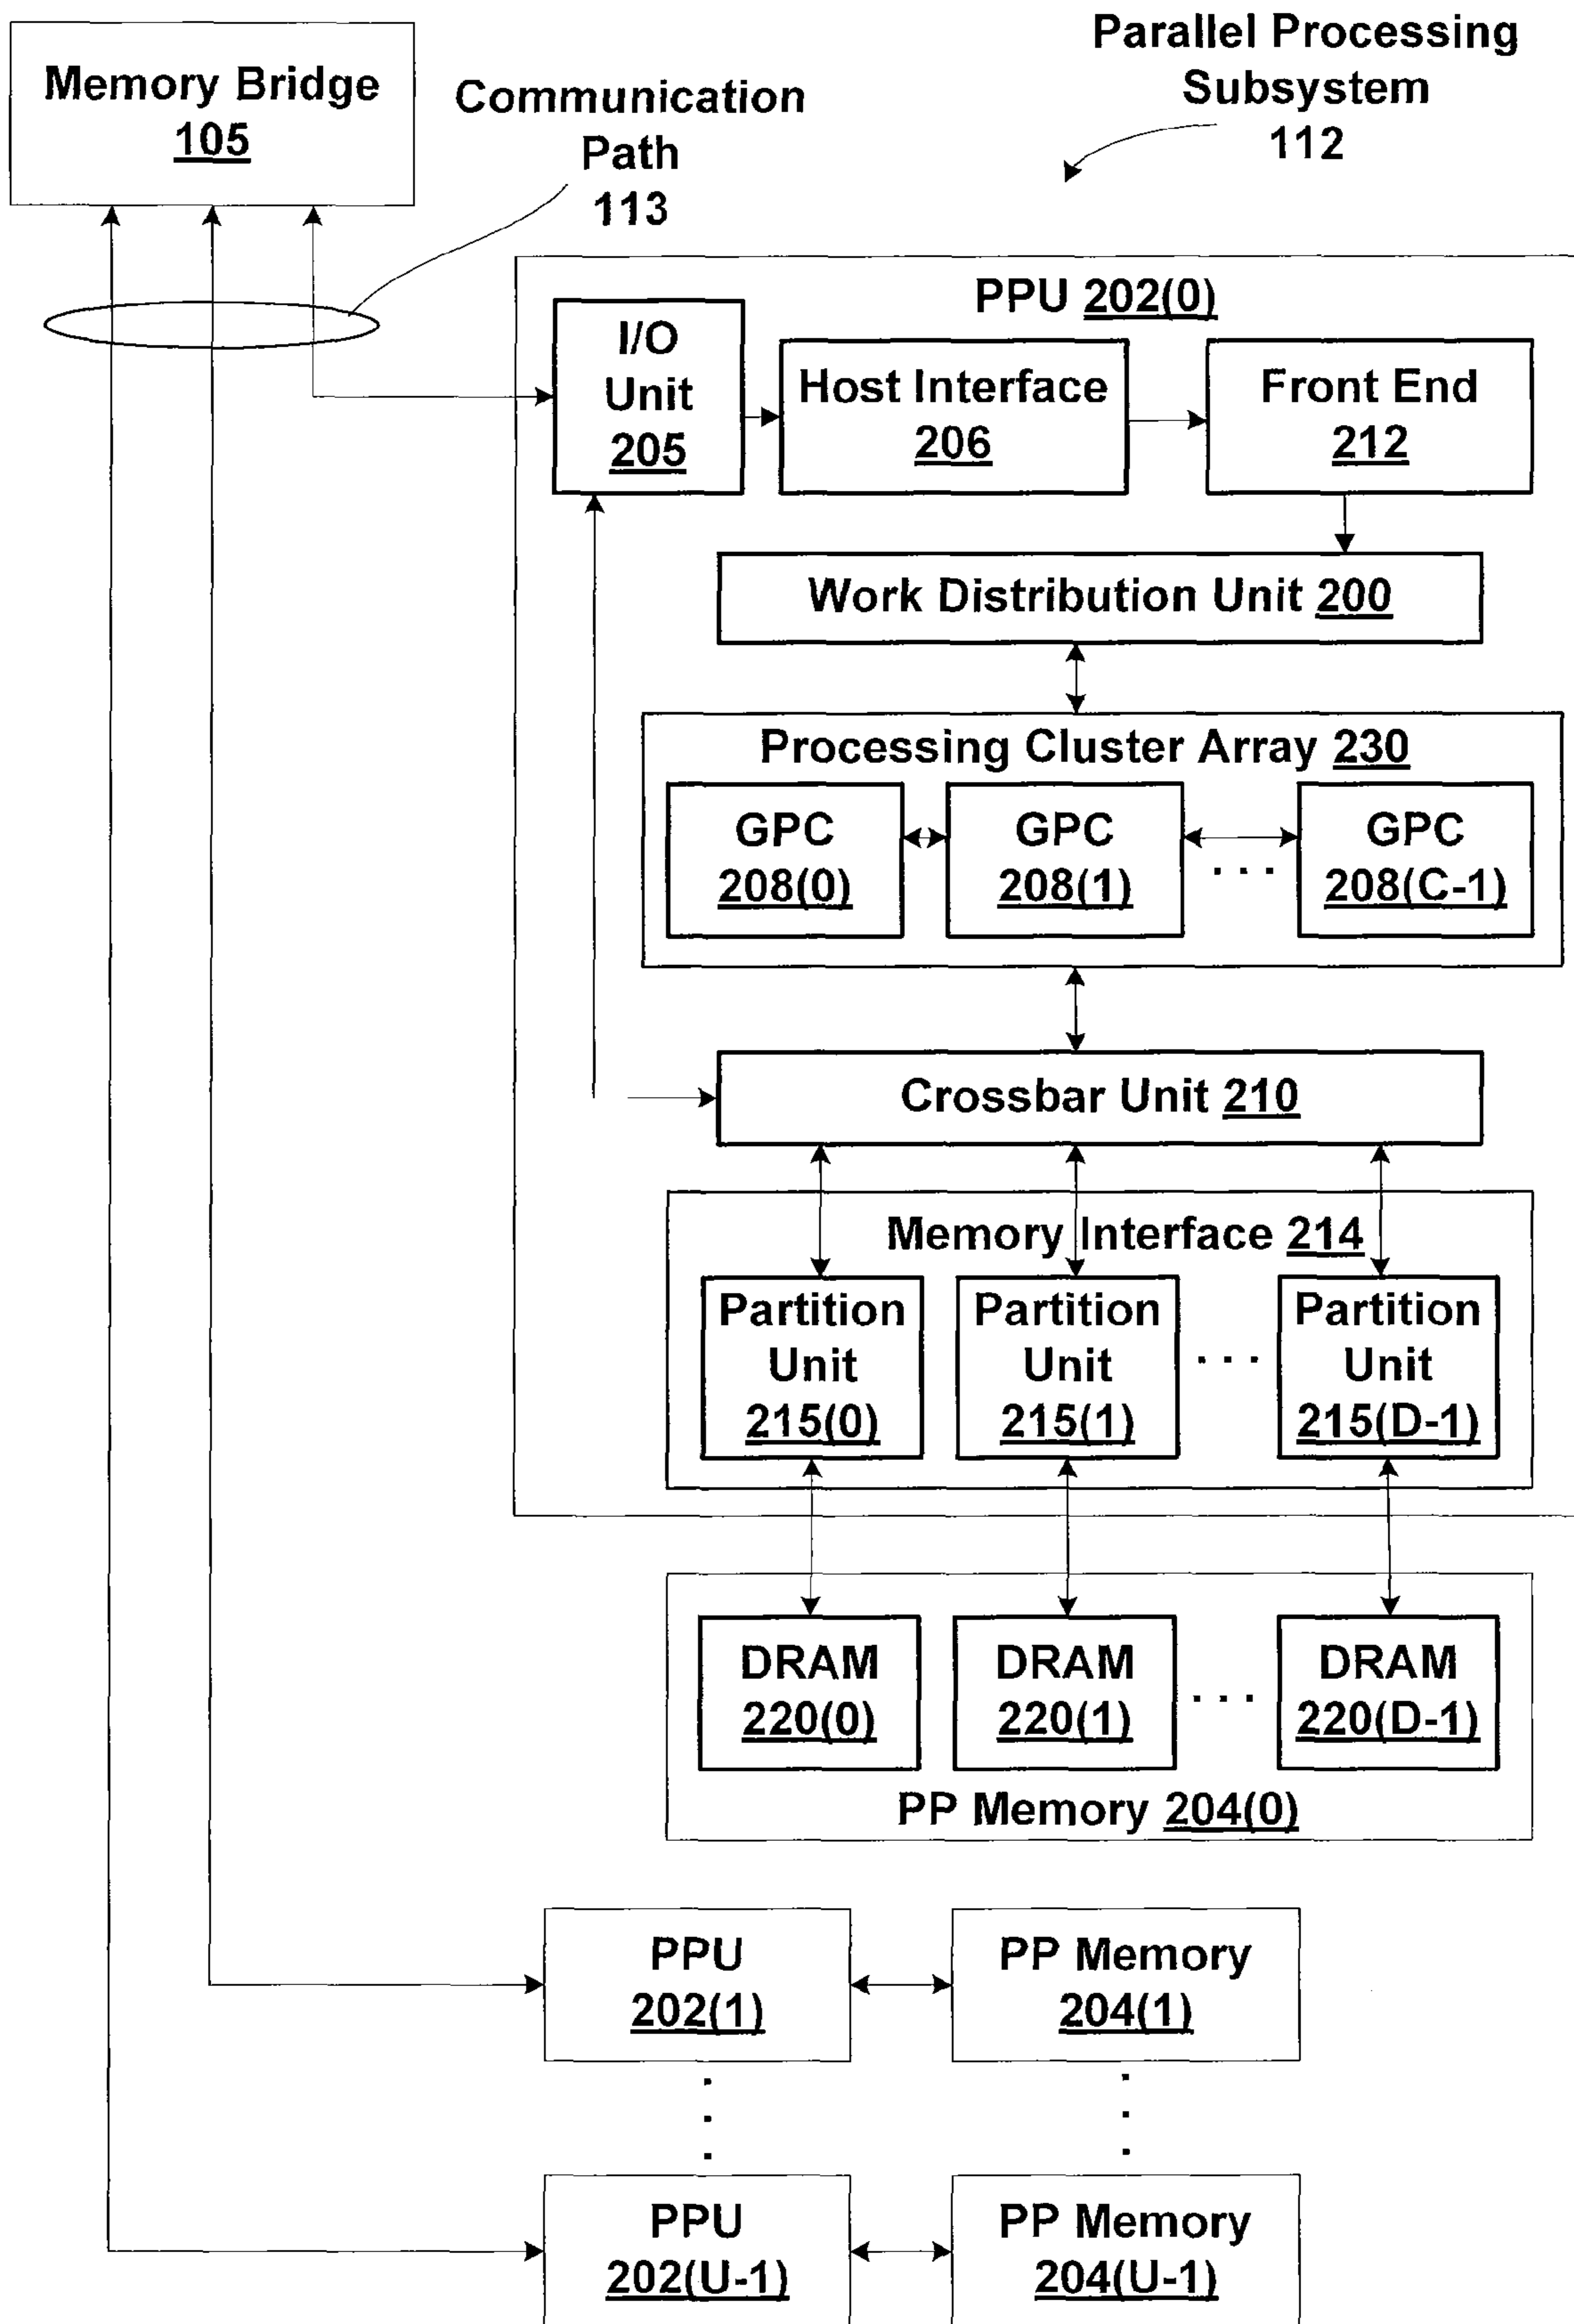 Parallel Processing
Subsystem
112
Memory Bridge
105
Communication
Path
113
PPU 202(0)
I/O
Unit
205
Host Interface
206
Front End
212
Work Distribution Unit 200
Processing Cluster Array 230
GPC
208(0)
GPC
208(1)
. . .
GPC
208(C-1)
Crossbar Unit 210
Memory Interface 214
Partition
Unit
215(0)
Partition
Unit
215(1)
. . .
Partition
Unit
215(D-1)
DRAM
220(0)
DRAM
220(1)
. . .
DRAM
220(D-1)
PP Memory 204(0)
PPU
202(1)
PP Memory
204(1)
PPU
202(U-1)
PP Memory
204(U-1)